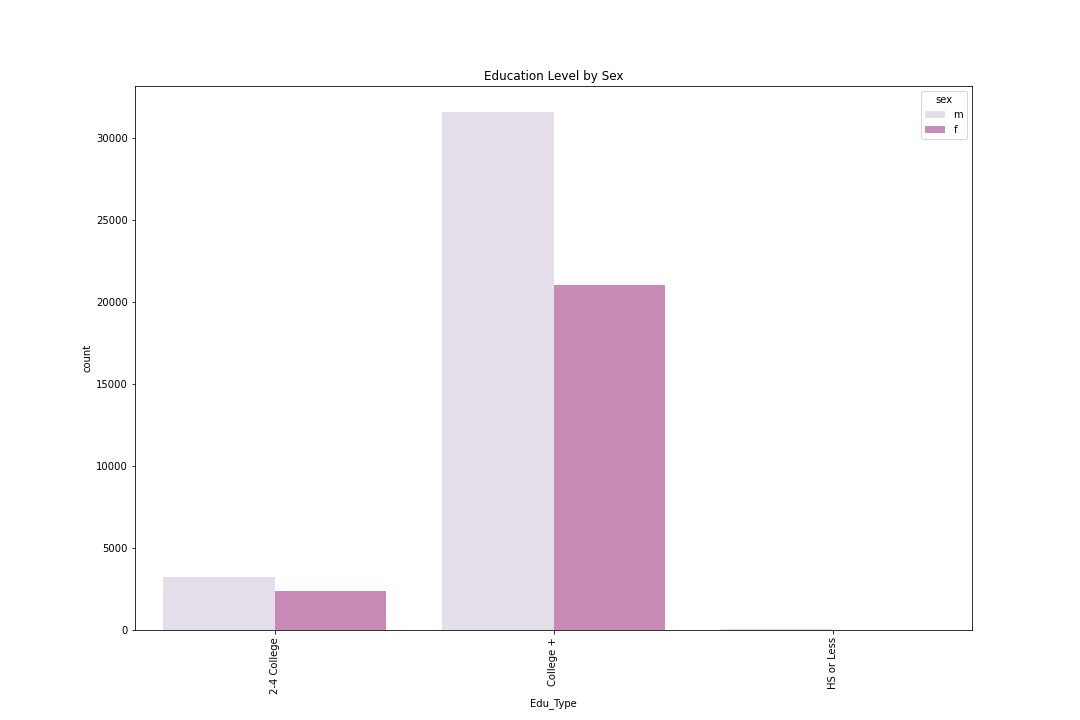 Education Level by Sex
sex
m
f
30000
25000
20000
15000
10000
5000
0
count
2-4 College
College +
HS or Less
Edu_Type